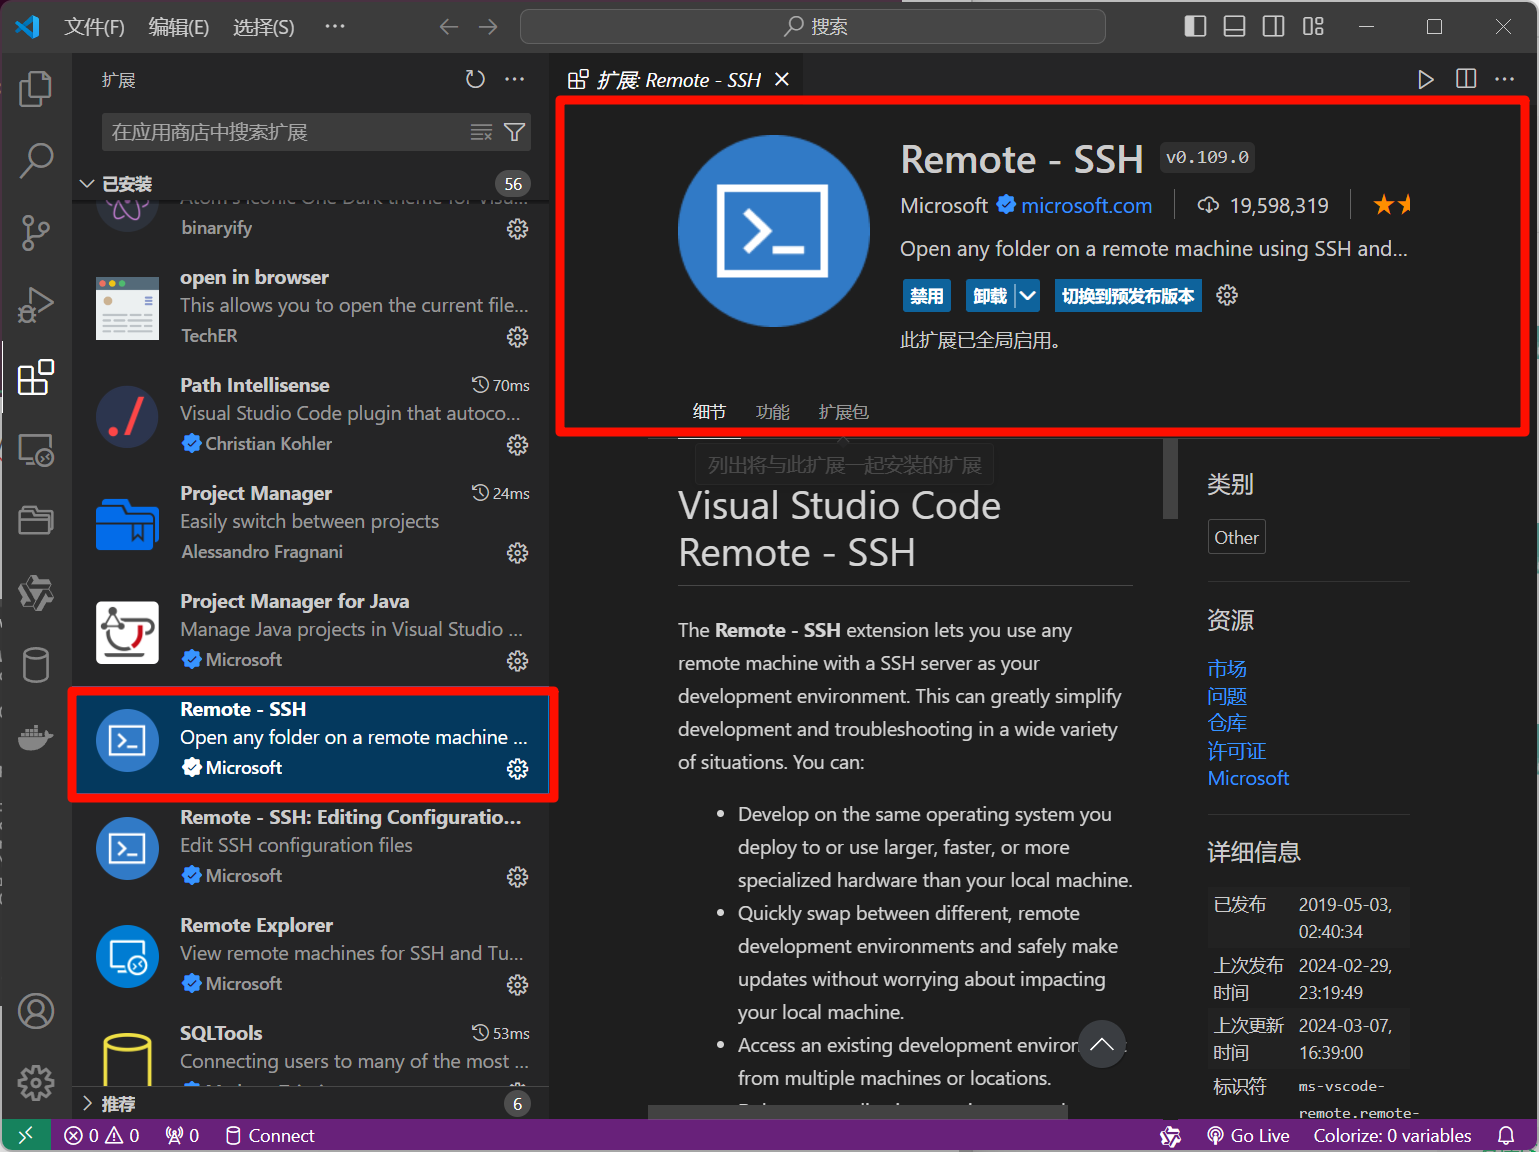 文件(F) 编辑(E) 选择(S) ··· 搜索
扩展
在应用商店中搜索扩展
已安装 56
Atom's iconic One Dark theme for Visu...
binaryify
open in browser
This allows you to open the current file...
TechER
Path Intellisense 70ms
Visual Studio Code plugin that autoco...
Christian Kohler
Project Manager 24ms
Easily switch between projects
Alessandro Fragnani
Project Manager for Java
Manage Java projects in Visual Studio ...
Microsoft
Remote - SSH
Open any folder on a remote machine ...
Microsoft
Remote - SSH: Editing Configuratio...
Edit SSH configuration files
Microsoft
Remote Explorer
View remote machines for SSH and Tu...
Microsoft
SQLTools 53ms
Connecting users to many of the most ...
推荐 6
扩展: Remote - SSH
Remote - SSH v0.109.0
Microsoft microsoft.com 19,598,319
Open any folder on a remote machine using SSH and...
禁用 卸载 切换到预发布版本
此扩展已全局启用。
细节 功能 扩展包
列出将与此扩展一起安装的扩展
Visual Studio Code
Remote - SSH
The Remote - SSH extension lets you use any
remote machine with a SSH server as your
development environment. This can greatly simplify
development and troubleshooting in a wide variety
of situations. You can:
• Develop on the same operating system you
deploy to or use larger, faster, or more
specialized hardware than your local machine.
• Quickly swap between different, remote
development environments and safely make
updates without worrying about impacting
your local machine.
• Access an existing development environ
from multiple machines or locations.
类别
Other
资源
市场
问题
仓库
许可证
Microsoft
详细信息
已发布 2019-05-03,
02:40:34
上次发布 2024-02-29,
时间 23:19:49
上次更新 2024-03-07,
时间 16:39:00
标识符 ms-vscode-
remote.remote-
0 0 0 Connect Go Live Colorize: 0 variables